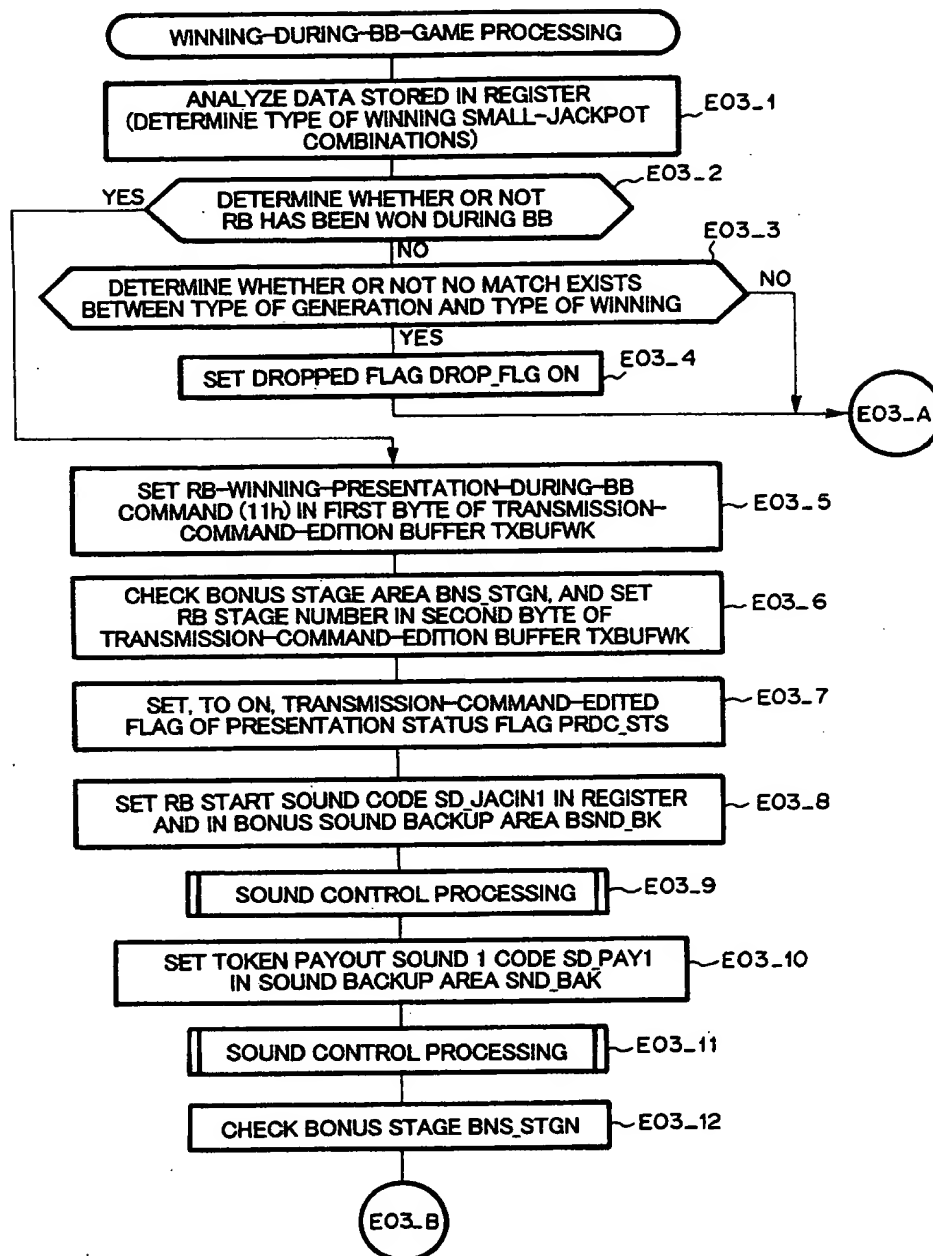 WINNING-DURING-BB-GAME PROCESSING
ANALYZE DATA STORED IN REGISTER
(DETERMINE TYPE OF WINNING SMALL-JACKPOT
COMBINATIONS)
E03_1
YES
DETERMINE WHETHER OR NOT
RB HAS BEEN WON DURING BB
E03_2
NO
E03_3
DETERMINE WHETHER OR NOT NO MATCH EXISTS
BETWEEN TYPE OF GENERATION AND TYPE OF WINNING
NO
YES
SET DROPPED FLAG DROP_FLG ON
E03_4
E03_A
SET RB-WINNING-PRESENTATION-DURING-BB
COMMAND (11h) IN FIRST BYTE OF TRANSMISSION-
COMMAND-EDITION BUFFER TXBUFWK
E03_5
CHECK BONUS STAGE AREA BNS_STGN, AND SET
RB STAGE NUMBER IN SECOND BYTE OF
TRANSMISSION-COMMAND-EDITION BUFFER TXBUFWK
E03_6
SET, TO ON, TRANSMISSION-COMMAND-EDITED
FLAG OF PRESENTATION STATUS FLAG PRDC_STS
E03_7
SET RB START SOUND CODE SD_JACIN1 IN REGISTER
AND IN BONUS SOUND BACKUP AREA BSND_BK
E03_8
SOUND CONTROL PROCESSING
E03_9
SET TOKEN PAYOUT SOUND 1 CODE SD_PAY1
IN SOUND BACKUP AREA SND_BAK
E03_10
SOUND CONTROL PROCESSING
E03_11
CHECK BONUS STAGE BNS_STGN
E03_12
E03_B